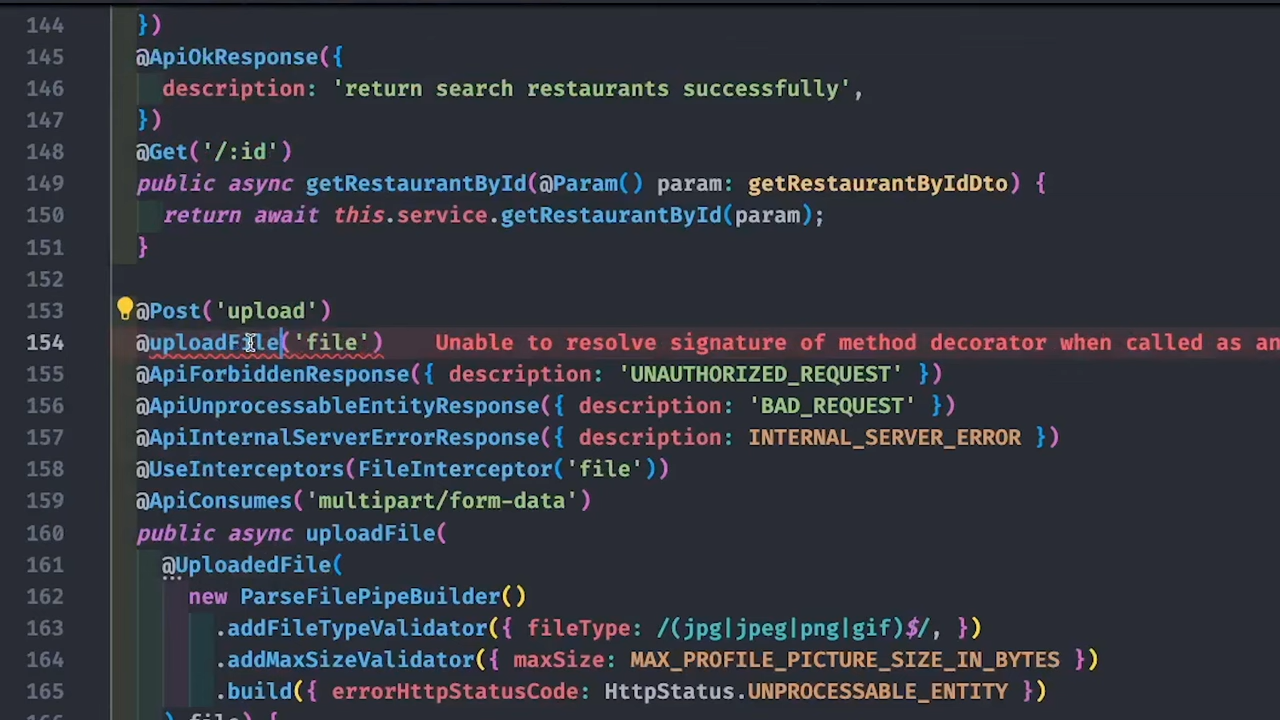 144 })
145 @ApiOkResponse({
146 description: 'return search restaurants successfully',
147 })
148 @Get('/:id')
149 public async getRestaurantById(@Param() param: getRestaurantByIdDto) {
150 return await this.service.getRestaurantById(param);
151 }
152
153 @Post('upload')
154 @uploadFile('file') Unable to resolve signature of method decorator when called as an
155 @ApiForbiddenResponse({ description: 'UNAUTHORIZED_REQUEST' })
156 @ApiUnprocessableEntityResponse({ description: 'BAD_REQUEST' })
157 @ApiInternalServerErrorResponse({ description: INTERNAL_SERVER_ERROR })
158 @UseInterceptors(FileInterceptor('file'))
159 @ApiConsumes('multipart/form-data')
160 public async uploadFile(
161 @UploadedFile(
162 new ParseFilePipeBuilder()
163 .addFileTypeValidator({ fileType: /(jpg|jpeg|png|gif)$/, })
164 .addMaxSizeValidator({ maxSize: MAX_PROFILE_PICTURE_SIZE_IN_BYTES })
165 .build({ errorHttpStatusCode: HttpStatus.UNPROCESSABLE_ENTITY })
166 ) file) {